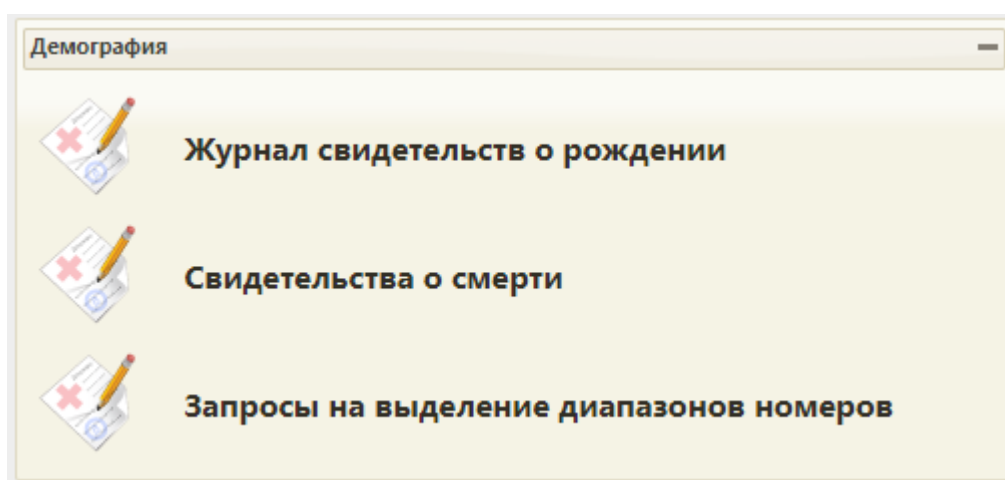 Демография
Журнал свидетельств о рождении
Свидетельства о смерти
Запросы на выделение диапазонов номеров